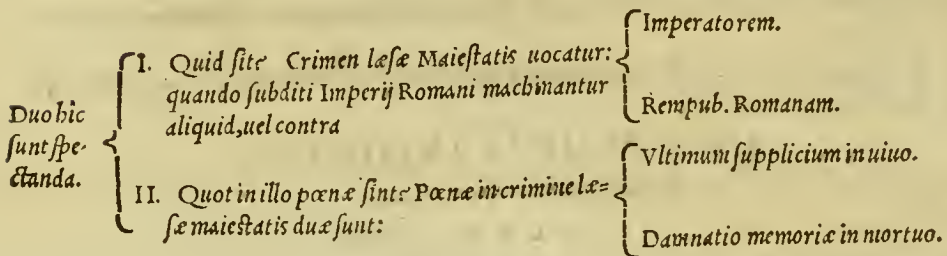 Duo hic
sunt spe-
ctanda.
I. Quid sit? Crimen læsæ Maiestatis uocatur:
quando subditi Imperij Romani machinantur
aliquid, uel contra
Imperatorem.
Rempub. Romanam.
II. Quot in illo pœnæ sint? Pœnæ in crimine læ=
sæ maiestatis duæ sunt:
Vltimum supplicium in uiuo.
Damnatio memoriæ in mortuo.